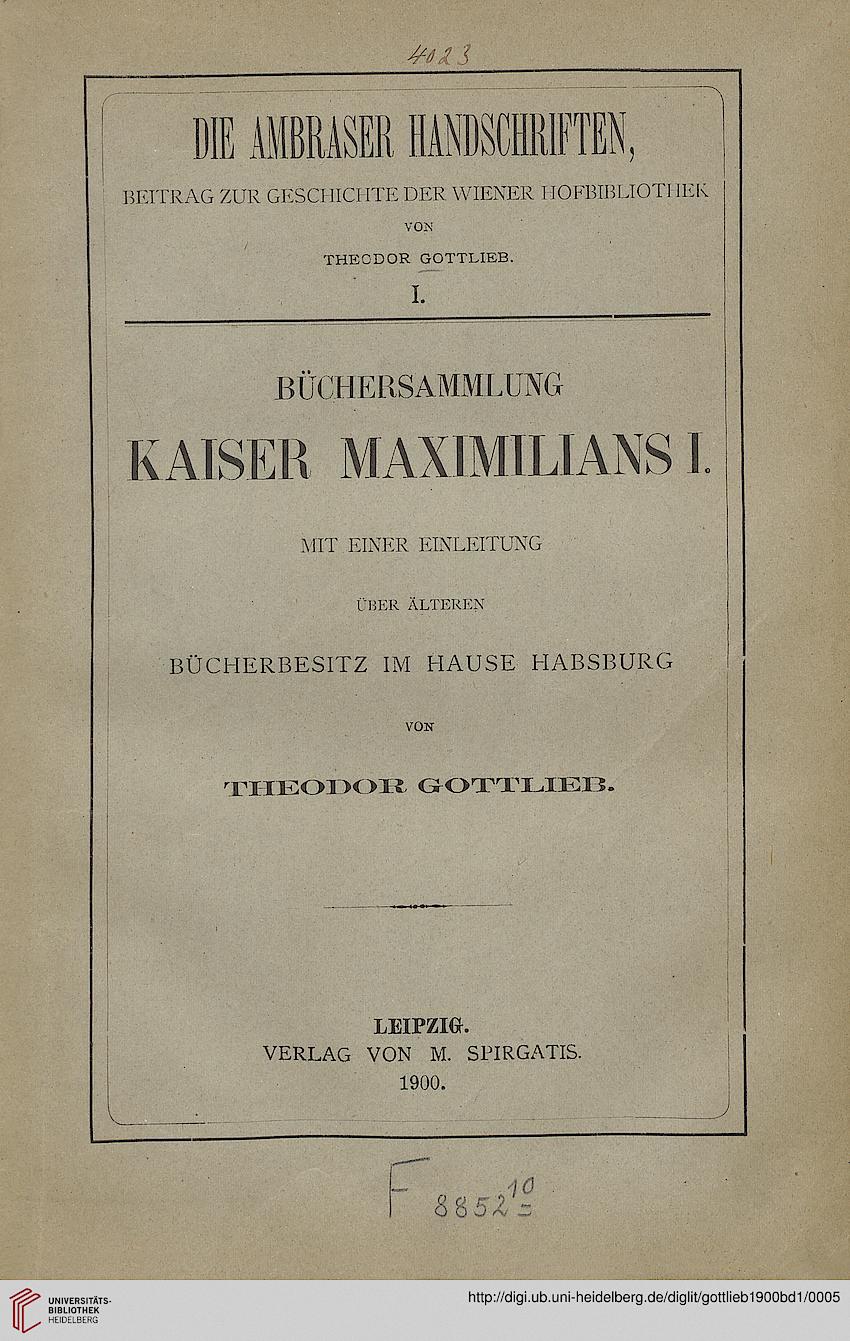 4023
DIE AMBRASER HANDSCHRIFTEN,
BEITRAG ZUR GESCHICHTE DER WIENER HOFBIBLIOTHEK
VON
THEODOR GOTTLIEB.
I.
BÜCHERSAMMLUNG
KAISER MAXIMILIANS I.
MIT EINER EINLEITUNG
ÜBER ÄLTEREN
BÜCHERBESITZ IM HAUSE HABSBURG
VON
THEODOR GOTTLIEB.
LEIPZIG.
VERLAG VON M. SPIRGATIS.
1900.
F 8852 10
UNIVERSITÄTS-
BIBLIOTHEK
HEIDELBERG
http://digi.ub.uni-heidelberg.de/diglit/gottlieb1900bd1/0005